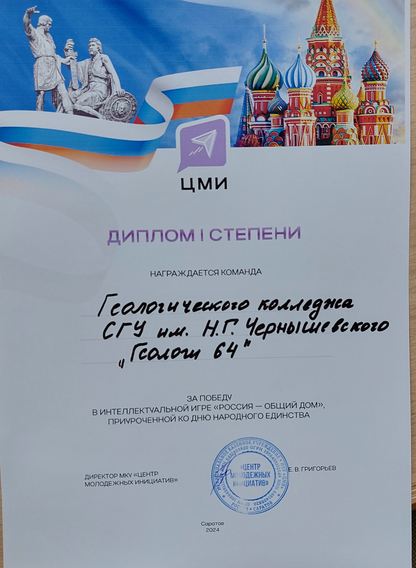 ЦМИ
ДИПЛОМ I СТЕПЕНИ
НАГРАЖДАЕТСЯ КОМАНДА
Геологического колледжа
СГУ им. Н.Г. Чернышевского
„Геологи 64"
ЗА ПОБЕДУ
В ИНТЕЛЛЕКТУАЛЬНОЙ ИГРЕ «РОССИЯ — ОБЩИЙ ДОМ»,
ПРИУРОЧЕННОЙ КО ДНЮ НАРОДНОГО ЕДИНСТВА
ДИРЕКТОР МКУ «ЦЕНТР
МОЛОДЕЖНЫХ ИНИЦИАТИВ»
«ЦЕНТР
МОЛОДЕЖНЫХ
ИНИЦИАТИВ»
Е. В. ГРИГОРЬЕВ
Саратов
2024